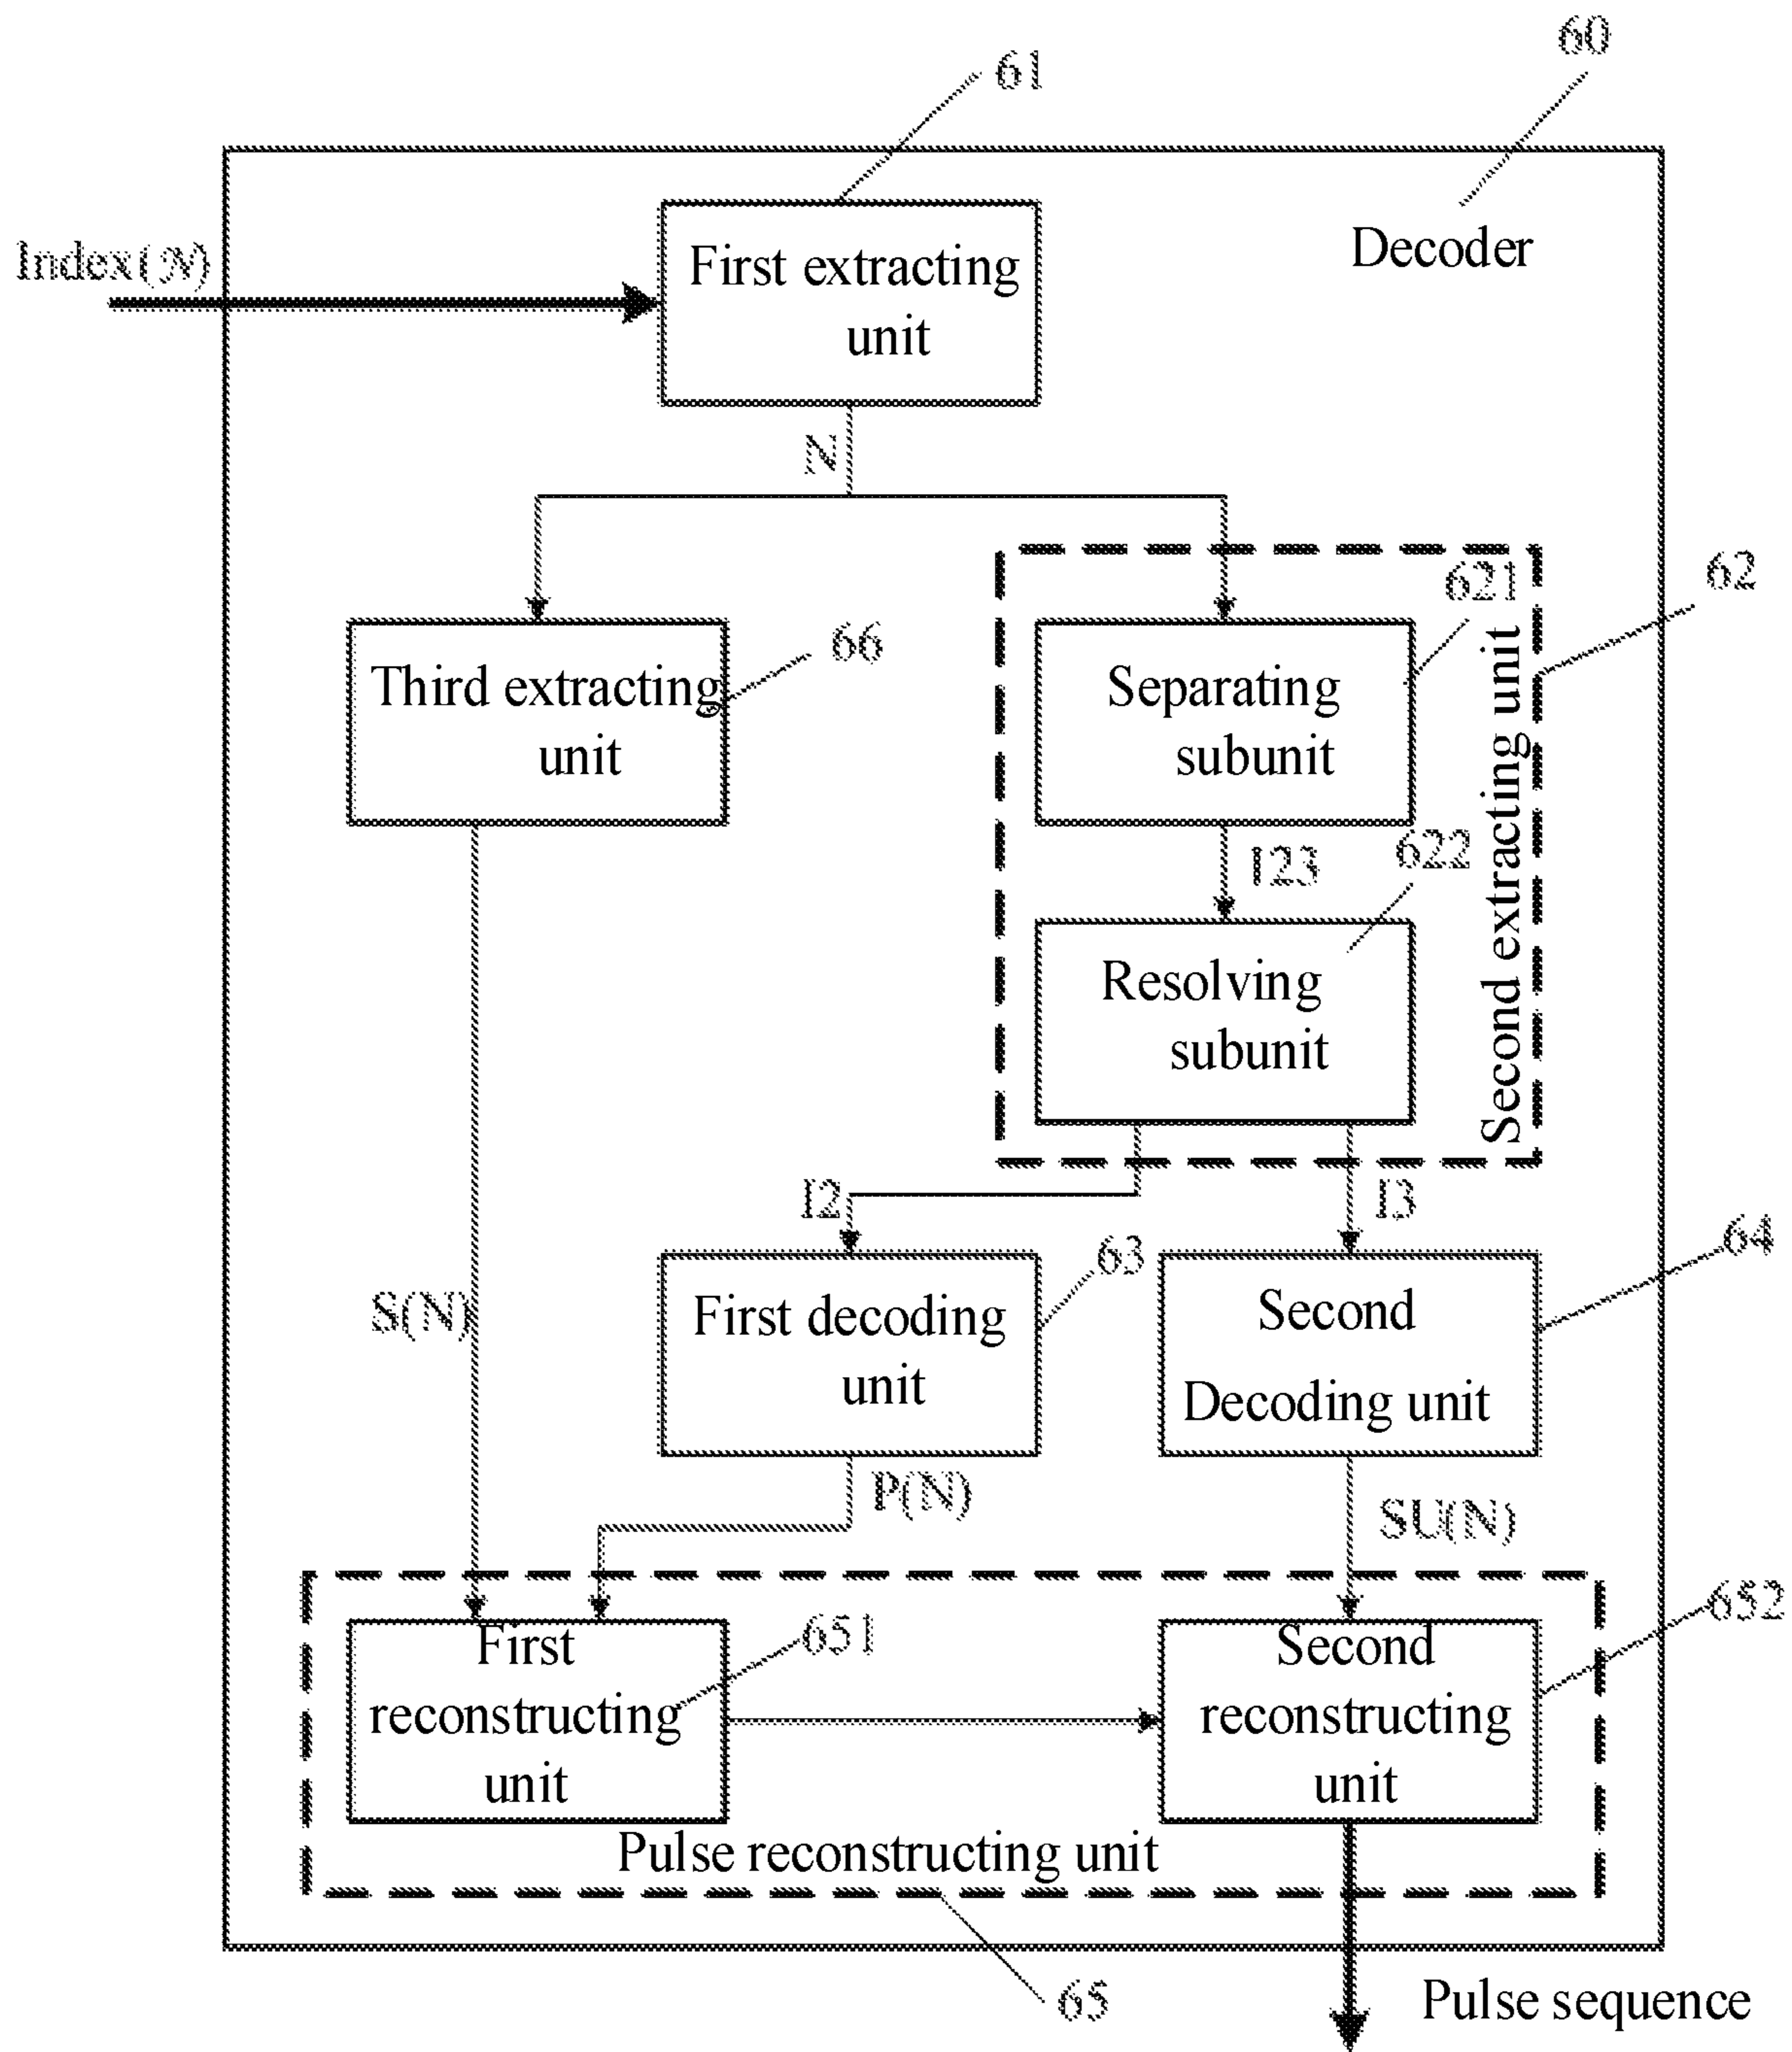 60
61
Index(N)
First extracting
unit
Decoder
N
62
621
66
Third extracting
unit
Separating
subunit
Second extracting unit
I23
622
Resolving
subunit
I2
I3
63
64
S(N)
First decoding
unit
Second
Decoding unit
P(N)
SU(N)
651
652
First
reconstructing
unit
Second
reconstructing
unit
Pulse reconstructing unit
65
Pulse sequence